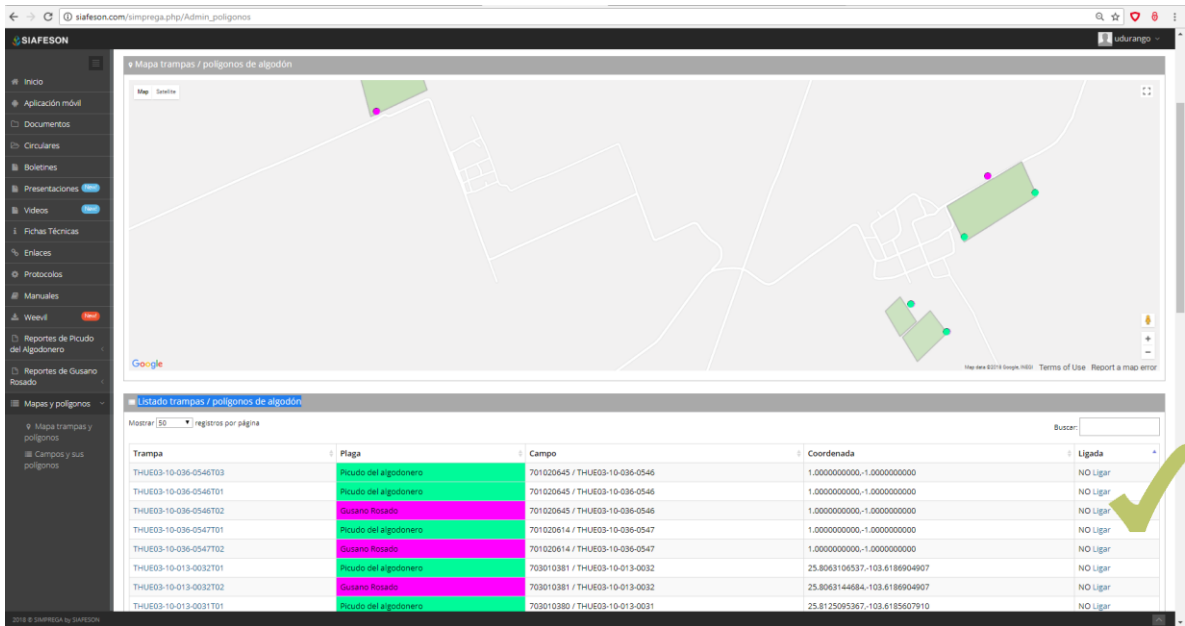 siafeson.com/simprega.php/Admin_poligonos
SIAFESON
udurango
Inicio
Aplicación móvil
Documentos
Circulares
Boletines
Presentaciones New!
Videos New!
Fichas Técnicas
Enlaces
Protocolos
Manuales
Weevil New!
Reportes de Picudo
del Algodonero
Reportes de Gusano
Rosado
Mapas y polígonos
Mapa trampas y
polígonos
Campos y sus
polígonos
Mapa trampas / polígonos de algodón
Map Satellite
Google
Map data ©2018 Google, INEGI Terms of Use Report a map error
Listado trampas / polígonos de algodón
Mostrar 50 registros por página
Buscar:
Trampa Plaga Campo Coordenada Ligada
THUE03-10-036-0546T03 Picudo del algodonero 701020645 / THUE03-10-036-0546 1.0000000000,-1.0000000000 NO Ligar
THUE03-10-036-0546T01 Picudo del algodonero 701020645 / THUE03-10-036-0546 1.0000000000,-1.0000000000 NO Ligar
THUE03-10-036-0546T02 Gusano Rosado 701020645 / THUE03-10-036-0546 1.0000000000,-1.0000000000 NO Ligar
THUE03-10-036-0547T01 Picudo del algodonero 701020614 / THUE03-10-036-0547 1.0000000000,-1.0000000000 NO Ligar
THUE03-10-036-0547T02 Gusano Rosado 701020614 / THUE03-10-036-0547 1.0000000000,-1.0000000000 NO Ligar
THUE03-10-013-0032T01 Picudo del algodonero 703010381 / THUE03-10-013-0032 25.8063106537,-103.6186904907 NO Ligar
THUE03-10-013-0032T02 Gusano Rosado 703010381 / THUE03-10-013-0032 25.8063144684,-103.6186904907 NO Ligar
THUE03-10-013-0031T01 Picudo del algodonero 703010380 / THUE03-10-013-0031 25.8125095367,-103.6185607910 NO Ligar
2018 © SIMPREGA by SIAFESON